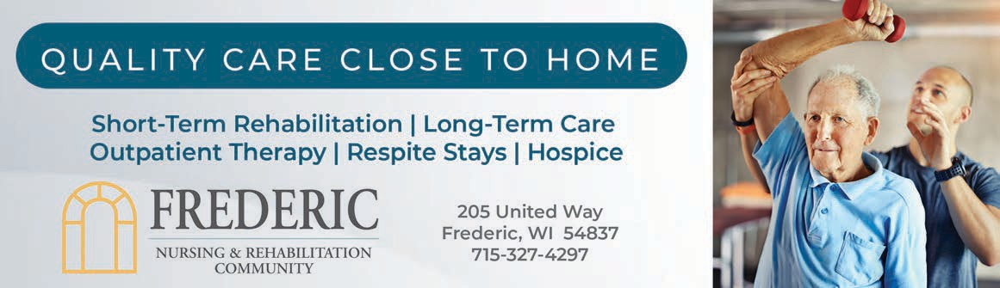 QUALITY CARE CLOSE TO HOME
Short-Term Rehabilitation | Long-Term Care
Outpatient Therapy | Respite Stays | Hospice
FREDERIC
NURSING & REHABILITATION
COMMUNITY
205 United Way
Frederic, WI 54837
715-327-4297